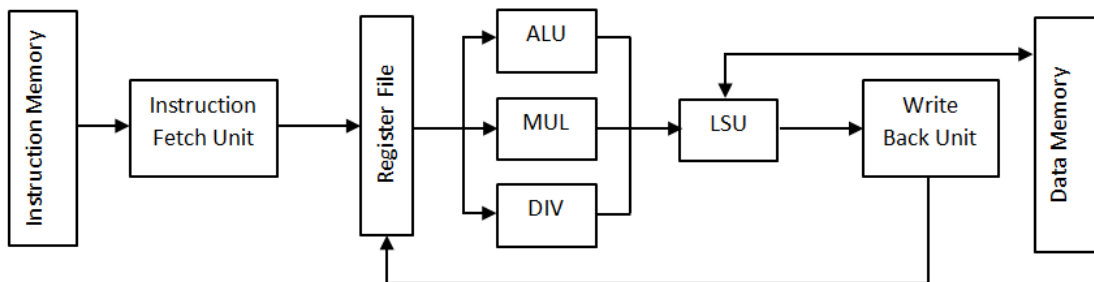 Instruction Memory
Instruction
Fetch Unit
Register File
ALU
MUL
DIV
LSU
Write
Back Unit
Data Memory